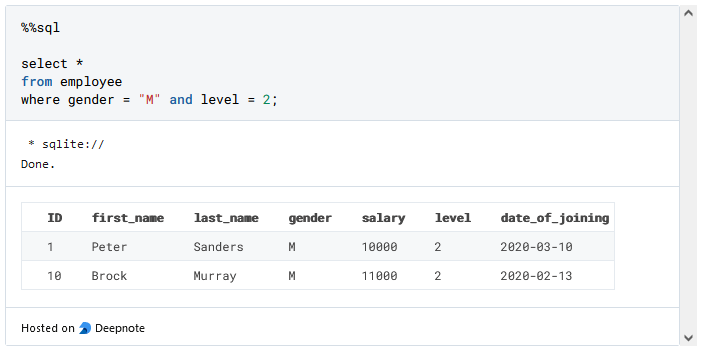 %%sql
select *
from employee
where gender = "M" and level = 2;
* sqlite://
Done.
ID first_name last_name gender salary level date_of_joining
1 Peter Sanders M 10000 2 2020-03-10
10 Brock Murray M 11000 2 2020-02-13
Hosted on Deepnote